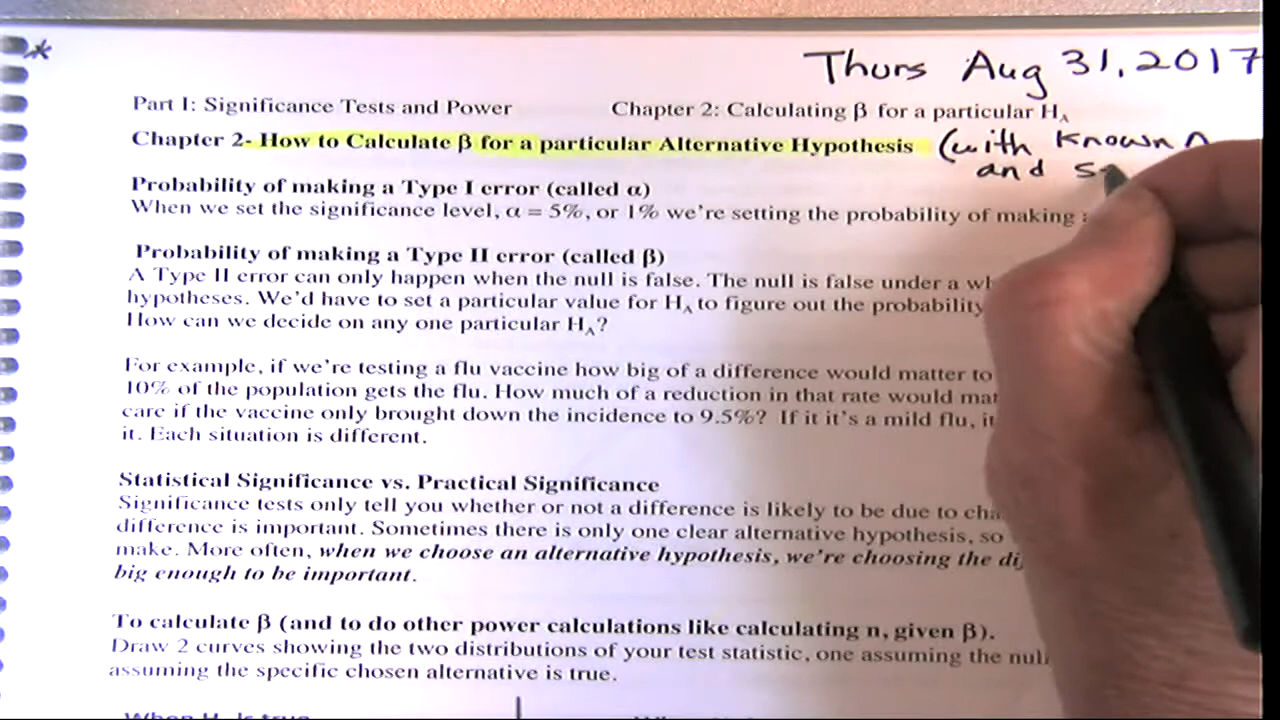 *
Thurs Aug 31, 2017
Part I: Significance Tests and Power Chapter 2: Calculating β for a particular H_A
Chapter 2- How to Calculate β for a particular Alternative Hypothesis (with known n
and
Probability of making a Type I error (called α)
When we set the significance level, α = 5%, or 1% we're setting the probability of making
Probability of making a Type II error (called β)
A Type II error can only happen when the null is false. The null is false under a
hypotheses. We'd have to set a particular value for H_A to figure out the probability
How can we decide on any one particular H_A?
For example, if we're testing a flu vaccine how big of a difference would matter to
10% of the population gets the flu. How much of a reduction in that rate would
care if the vaccine only brought down the incidence to 9.5%? If it it's a mild flu,
it. Each situation is different.
Statistical Significance vs. Practical Significance
Significance tests only tell you whether or not a difference is likely to be due to
difference is important. Sometimes there is only one clear alternative hypothesis, so
make. More often, when we choose an alternative hypothesis, we're choosing the
big enough to be important.
To calculate β (and to do other power calculations like calculating n, given β).
Draw 2 curves showing the two distributions of your test statistic, one assuming the
assuming the specific chosen alternative is true.